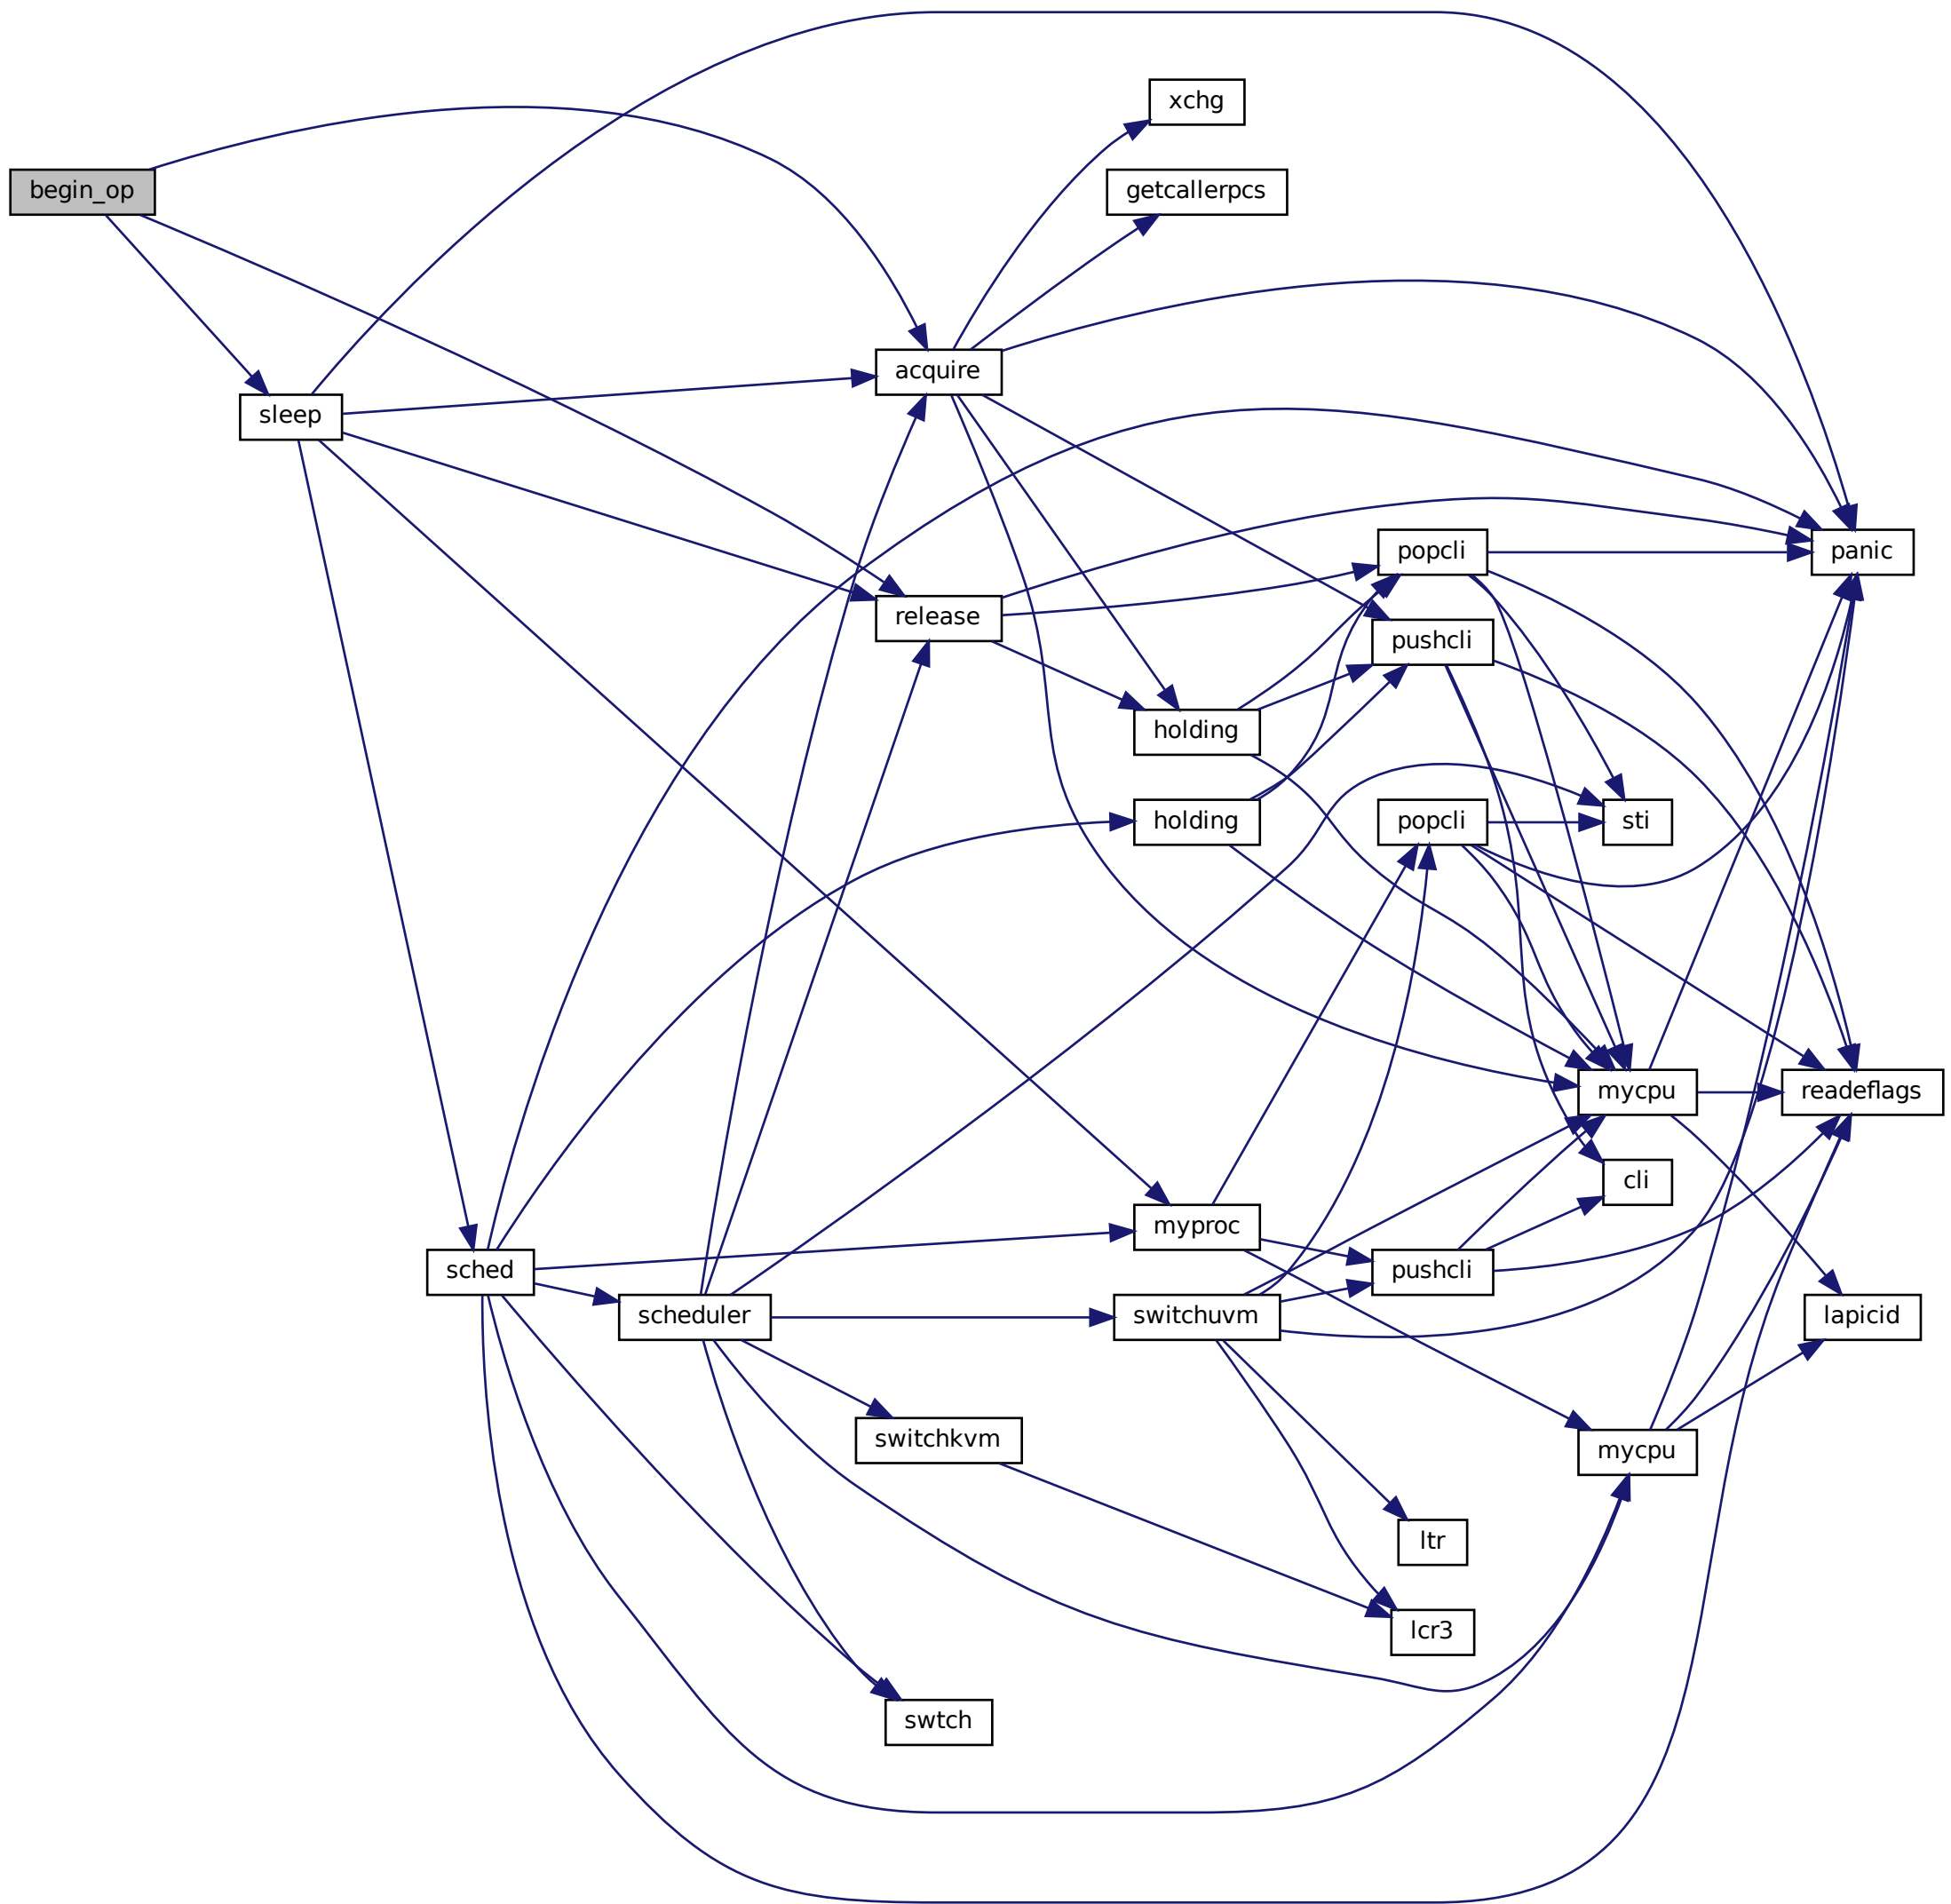 xchg
begin_op
getcallerpcs
acquire
sleep
popcli
panic
release
pushcli
holding
holding
popcli
sti
mycpu
readeflags
cli
myproc
sched
pushcli
scheduler
switchuvm
lapicid
switchkvm
mycpu
ltr
lcr3
swtch